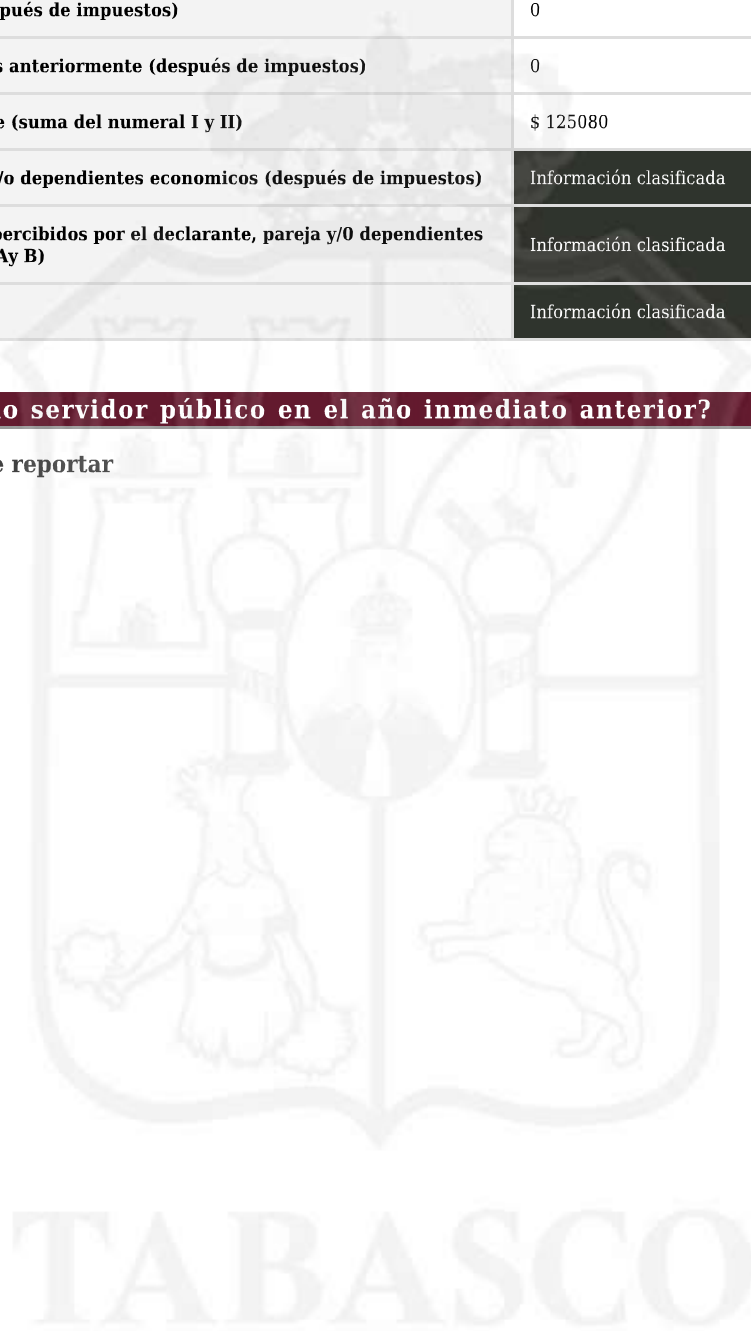 pués de impuestos) 0
s anteriormente (después de impuestos) 0
e (suma del numeral I y II) $ 125080
/o dependientes economicos (después de impuestos) Información clasificada
percibidos por el declarante, pareja y/0 dependientes Información clasificada
Ay B)
Información clasificada
o servidor público en el año inmediato anterior?
e reportar
TABASCO